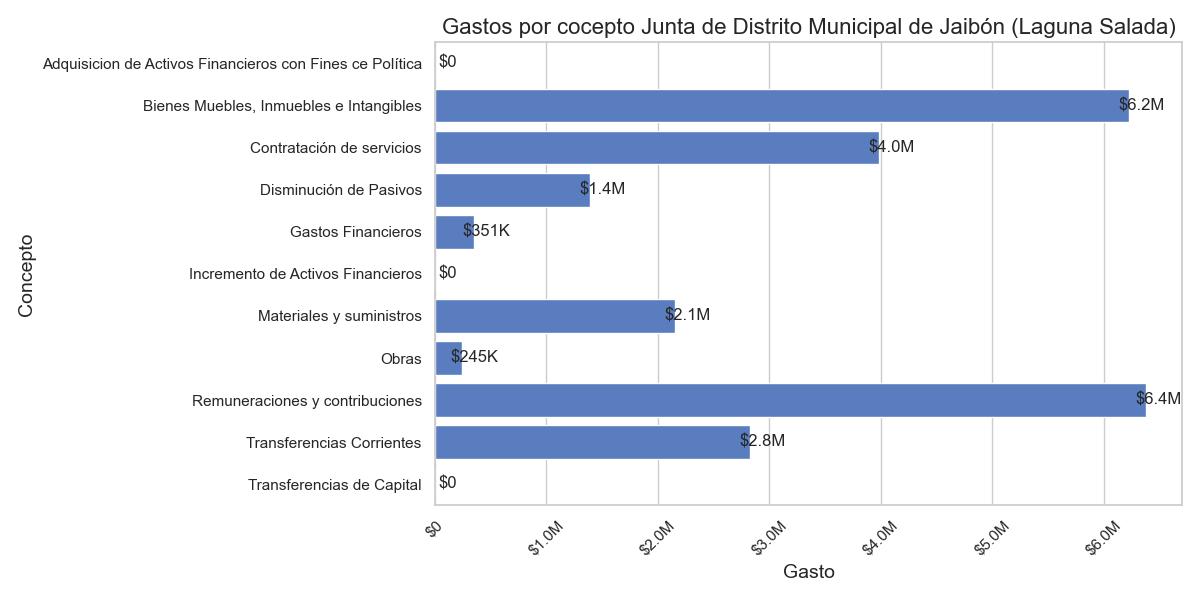 Gastos por cocepto Junta de Distrito Municipal de Jaibón (Laguna Salada)
Concepto
Adquisicion de Activos Financieros con Fines ce Política $0
Bienes Muebles, Inmuebles e Intangibles $6.2M
Contratación de servicios $4.0M
Disminución de Pasivos $1.4M
Gastos Financieros $351K
Incremento de Activos Financieros $0
Materiales y suministros $2.1M
Obras $245K
Remuneraciones y contribuciones $6.4M
Transferencias Corrientes $2.8M
Transferencias de Capital $0
$0 $1.0M $2.0M $3.0M $4.0M $5.0M $6.0M
Gasto